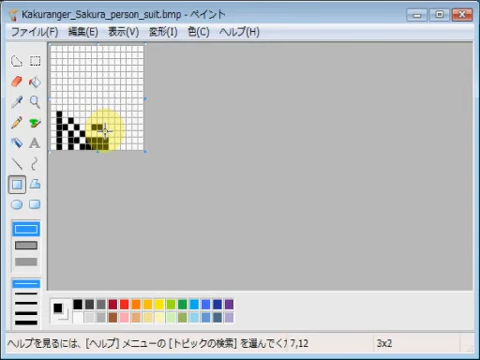 Kakuranger_Sakura_person_suit.bmp - ペイント
ファイル(F) 編集(E) 表示(V) 変形(I) 色(C) ヘルプ(H)
A
ヘルプを見るには、[ヘルプ] メニューの [トピックの検索] を選んでく 7,12 3x2